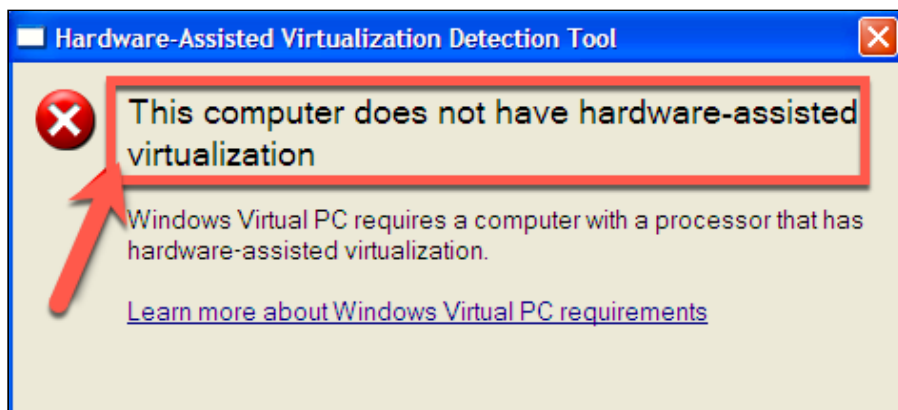 Hardware-Assisted Virtualization Detection Tool
This computer does not have hardware-assisted
virtualization
Windows Virtual PC requires a computer with a processor that has
hardware-assisted virtualization.
Learn more about Windows Virtual PC requirements